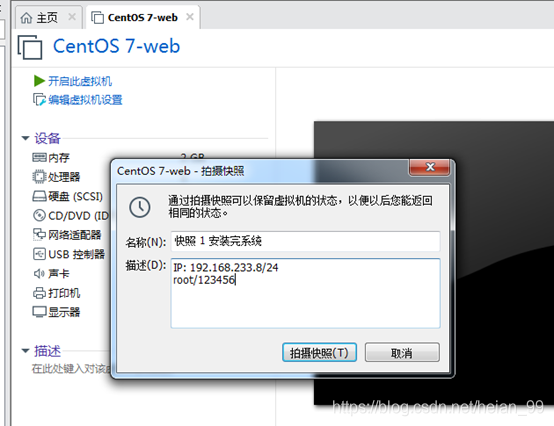 主页
CentOS 7-web
CentOS 7-web
开启此虚拟机
编辑虚拟机设置
设备
内存
2 GB
处理器
硬盘 (SCSI)
CD/DVD (ID
网络适配器
USB 控制器
声卡
打印机
显示器
描述
在此处键入对该虚
CentOS 7-web - 拍摄快照
通过拍摄快照可以保留虚拟机的状态，以便以后您能返回
相同的状态。
名称(N):
快照 1 安装完系统
描述(D):
IP: 192.168.233.8/24
root/123456
拍摄快照(T)
取消
https://blog.csdn.net/heian_99